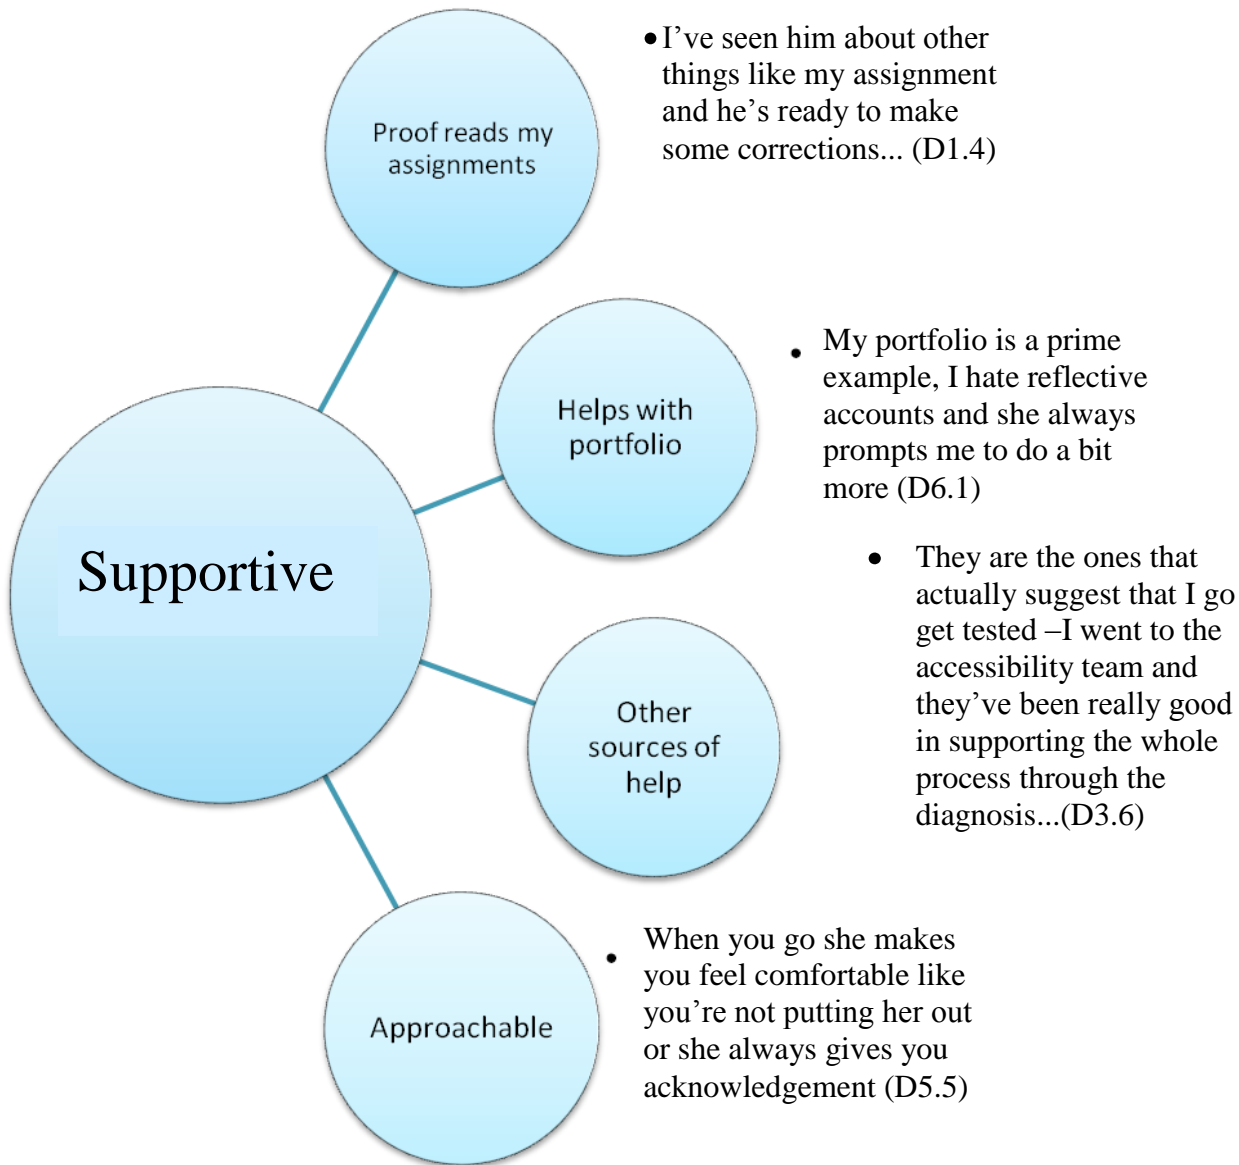 Proof reads my
assignments
• I’ve seen him about other
things like my assignment
and he’s ready to make
some corrections... (D1.4)
Helps with
portfolio
• My portfolio is a prime
example, I hate reflective
accounts and she always
prompts me to do a bit
more (D6.1)
Supportive
Other
sources of
help
• They are the ones that
actually suggest that I go
get tested –I went to the
accessibility team and
they’ve been really good
in supporting the whole
process through the
diagnosis...(D3.6)
Approachable
• When you go she makes
you feel comfortable like
you’re not putting her out
or she always gives you
acknowledgement (D5.5)